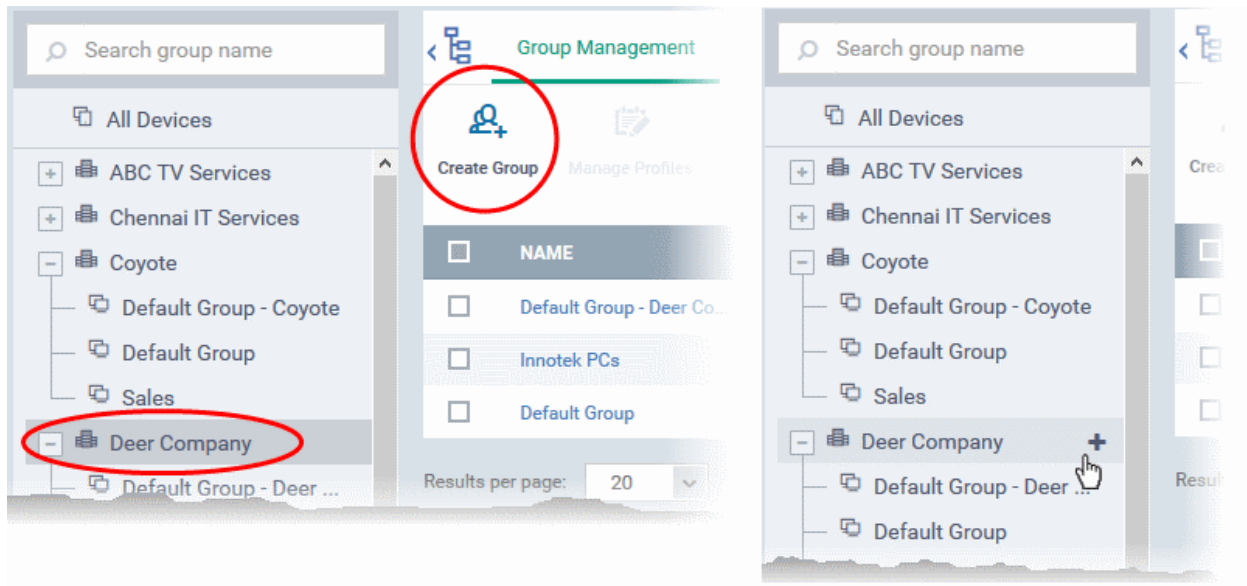 Search group name
All Devices
ABC TV Services
Chennai IT Services
Coyote
Default Group - Coyote
Default Group
Sales
Deer Company
Default Group - Deer ...
Group Management
Create Group
Manage Profiles
NAME
Default Group - Deer Co...
Innotek PCs
Default Group
Results per page: 20
Search group name
All Devices
ABC TV Services
Chennai IT Services
Coyote
Default Group - Coyote
Default Group
Sales
Deer Company
Default Group - Deer ...
Default Group
Crea
Resul